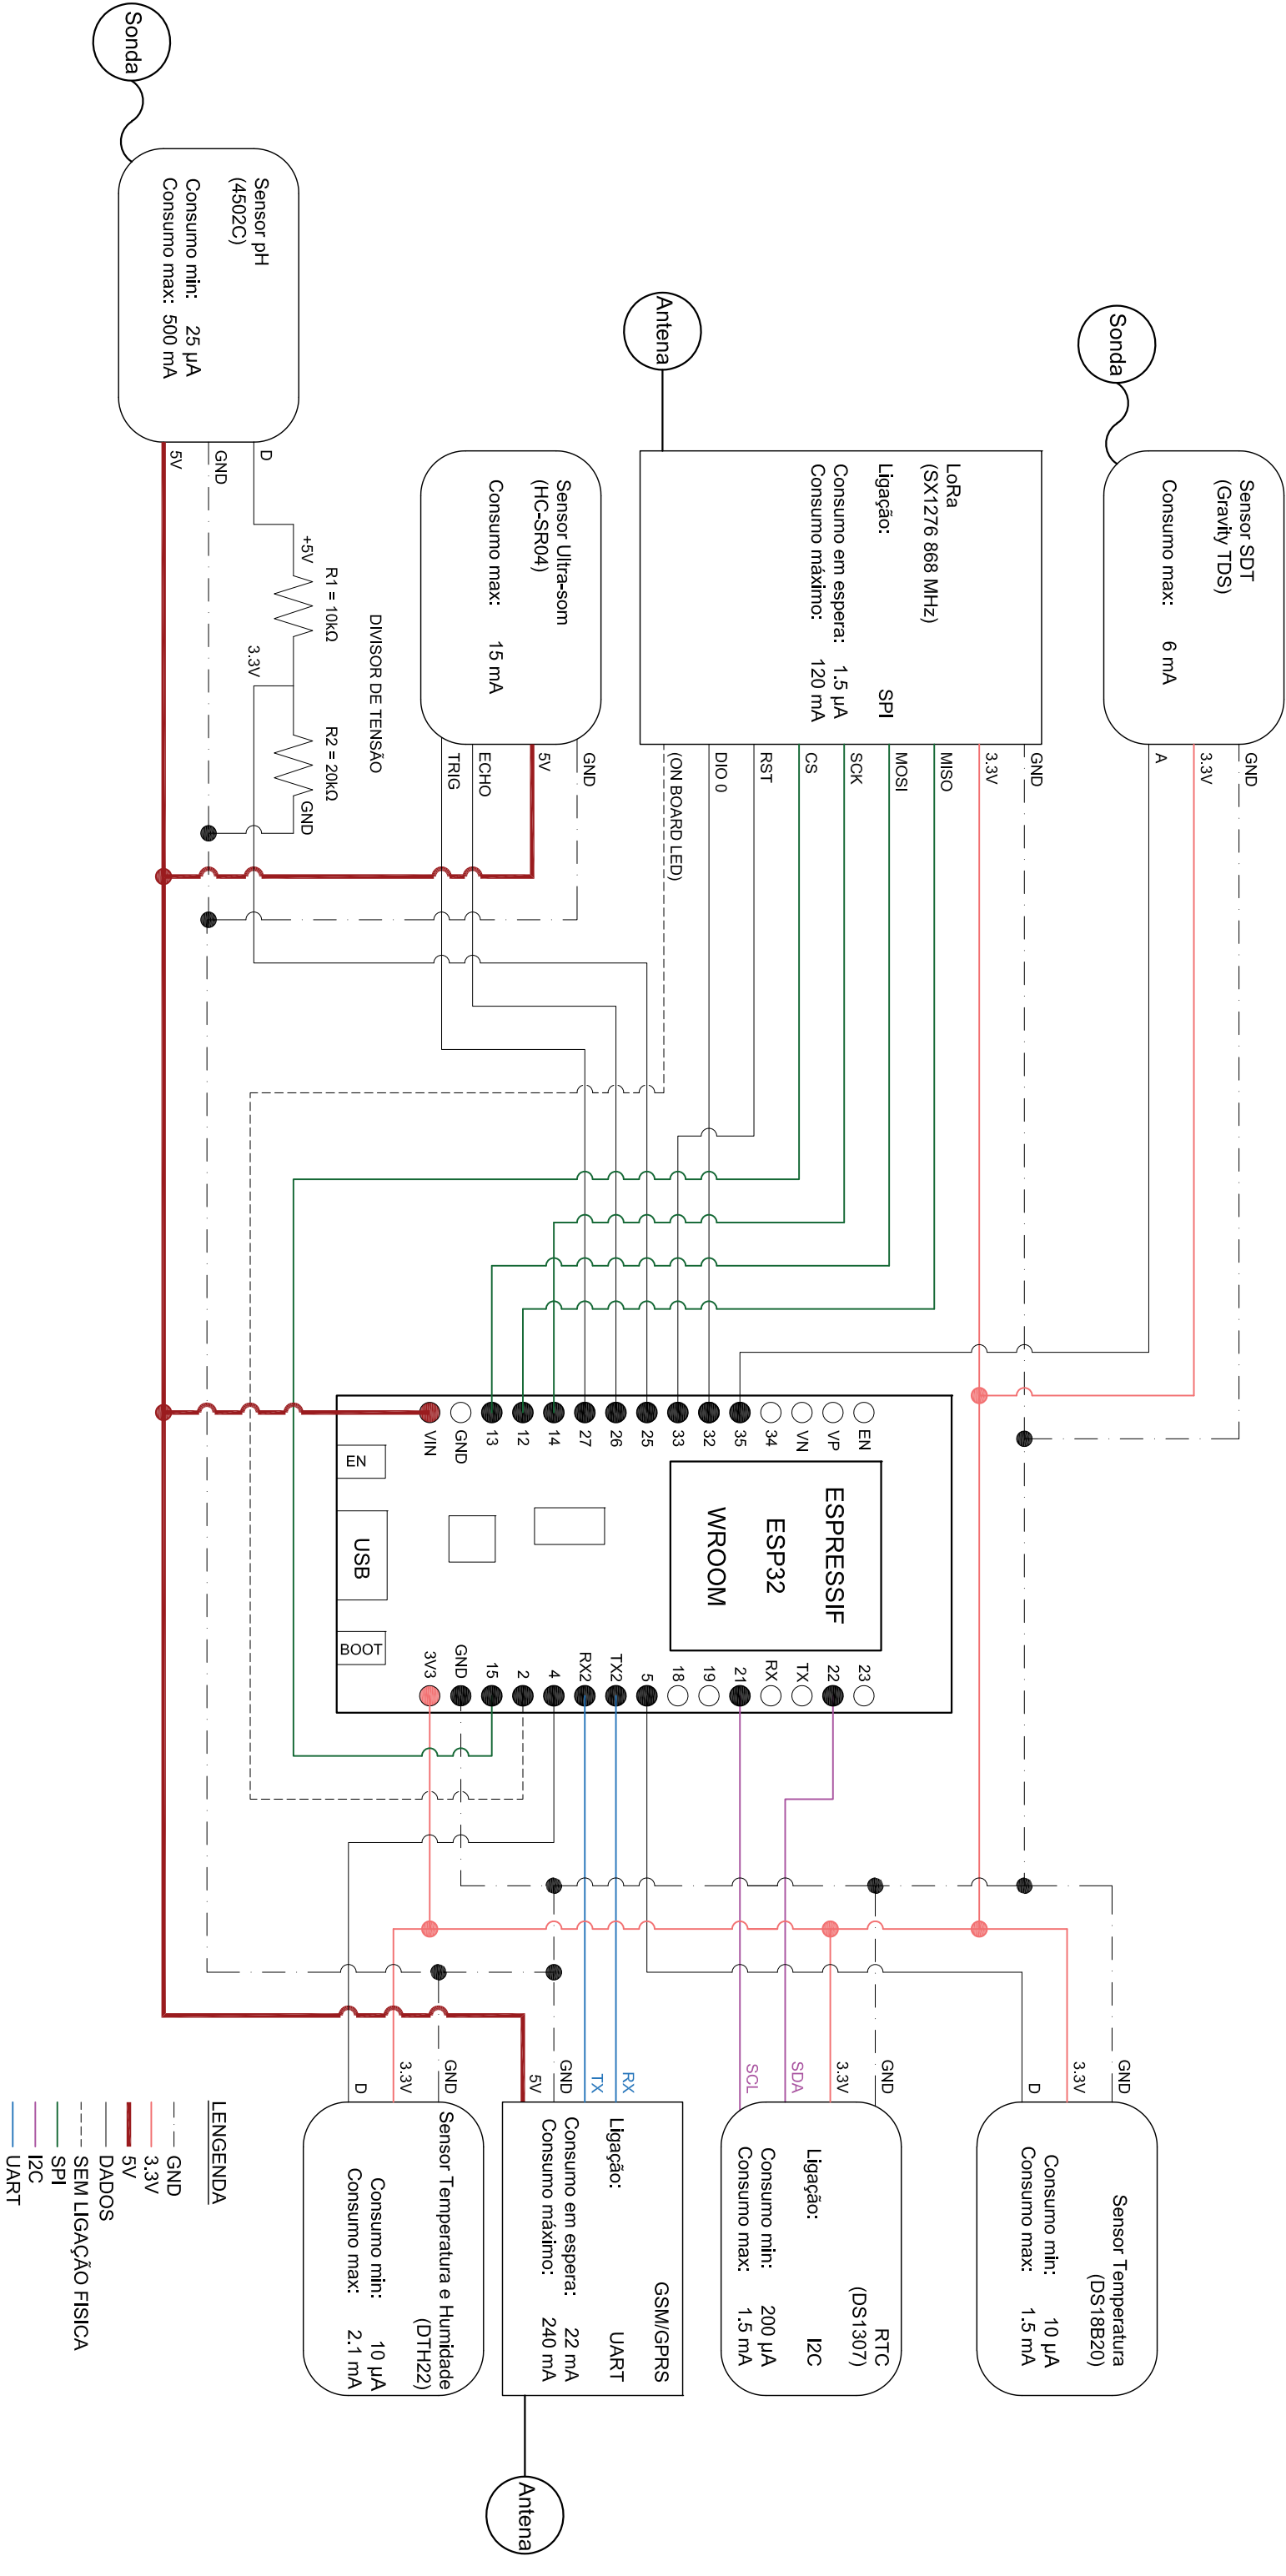 Sonda
Sensor SDT
(Gravity TDS)
Consumo max: 6 mA
GND
3.3V
A
Antena
LoRa
(SX1276 868 MHz)
Ligação: SPI
Consumo em espera: 1.5 µA
Consumo máximo: 120 mA
GND
3.3V
MISO
MOSI
SCK
CS
RST
DIO 0
(ON BOARD LED)
Sensor Ultra-som
(HC-SR04)
Consumo max: 15 mA
GND
5V
ECHO
TRIG
DIVISOR DE TENSÃO
R1 = 10kΩ
R2 = 20kΩ
+5V
3.3V
GND
Sonda
Sensor pH
(4502C)
Consumo min: 25 µA
Consumo max: 500 mA
D
GND
5V
EN
VP
VN
34
35
32
33
25
26
27
14
12
13
GND
VIN
ESPRESSIF
ESP32
WROOM
EN
USB
BOOT
23
22
TX
RX
21
19
18
5
TX2
RX2
4
2
15
GND
3V3
GND
3.3V
D
Sensor Temperatura
(DS18B20)
Consumo min: 10 µA
Consumo max: 1.5 mA
GND
3.3V
SDA
SCL
RTC
(DS1307)
Ligação: I2C
Consumo min: 200 µA
Consumo max: 1.5 mA
RX
TX
GND
5V
GSM/GPRS
Ligação: UART
Consumo em espera: 22 mA
Consumo máximo: 240 mA
Antena
GND
3.3V
D
Sensor Temperatura e Humidade
(DTH22)
Consumo min: 10 µA
Consumo max: 2.1 mA
LENGENDA
GND
3.3V
5V
DADOS
SEM LIGAÇÃO FISICA
SPI
I2C
UART